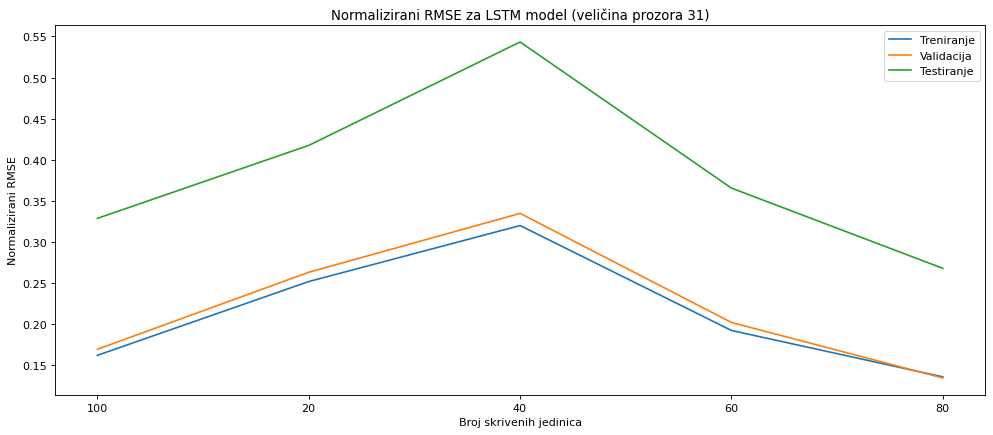 Normalizirani RMSE za LSTM model (veličina prozora 31)
Treniranje
Validacija
Testiranje
Normalizirani RMSE
0.55
0.50
0.45
0.40
0.35
0.30
0.25
0.20
0.15
100 20 40 60 80
Broj skrivenih jedinica